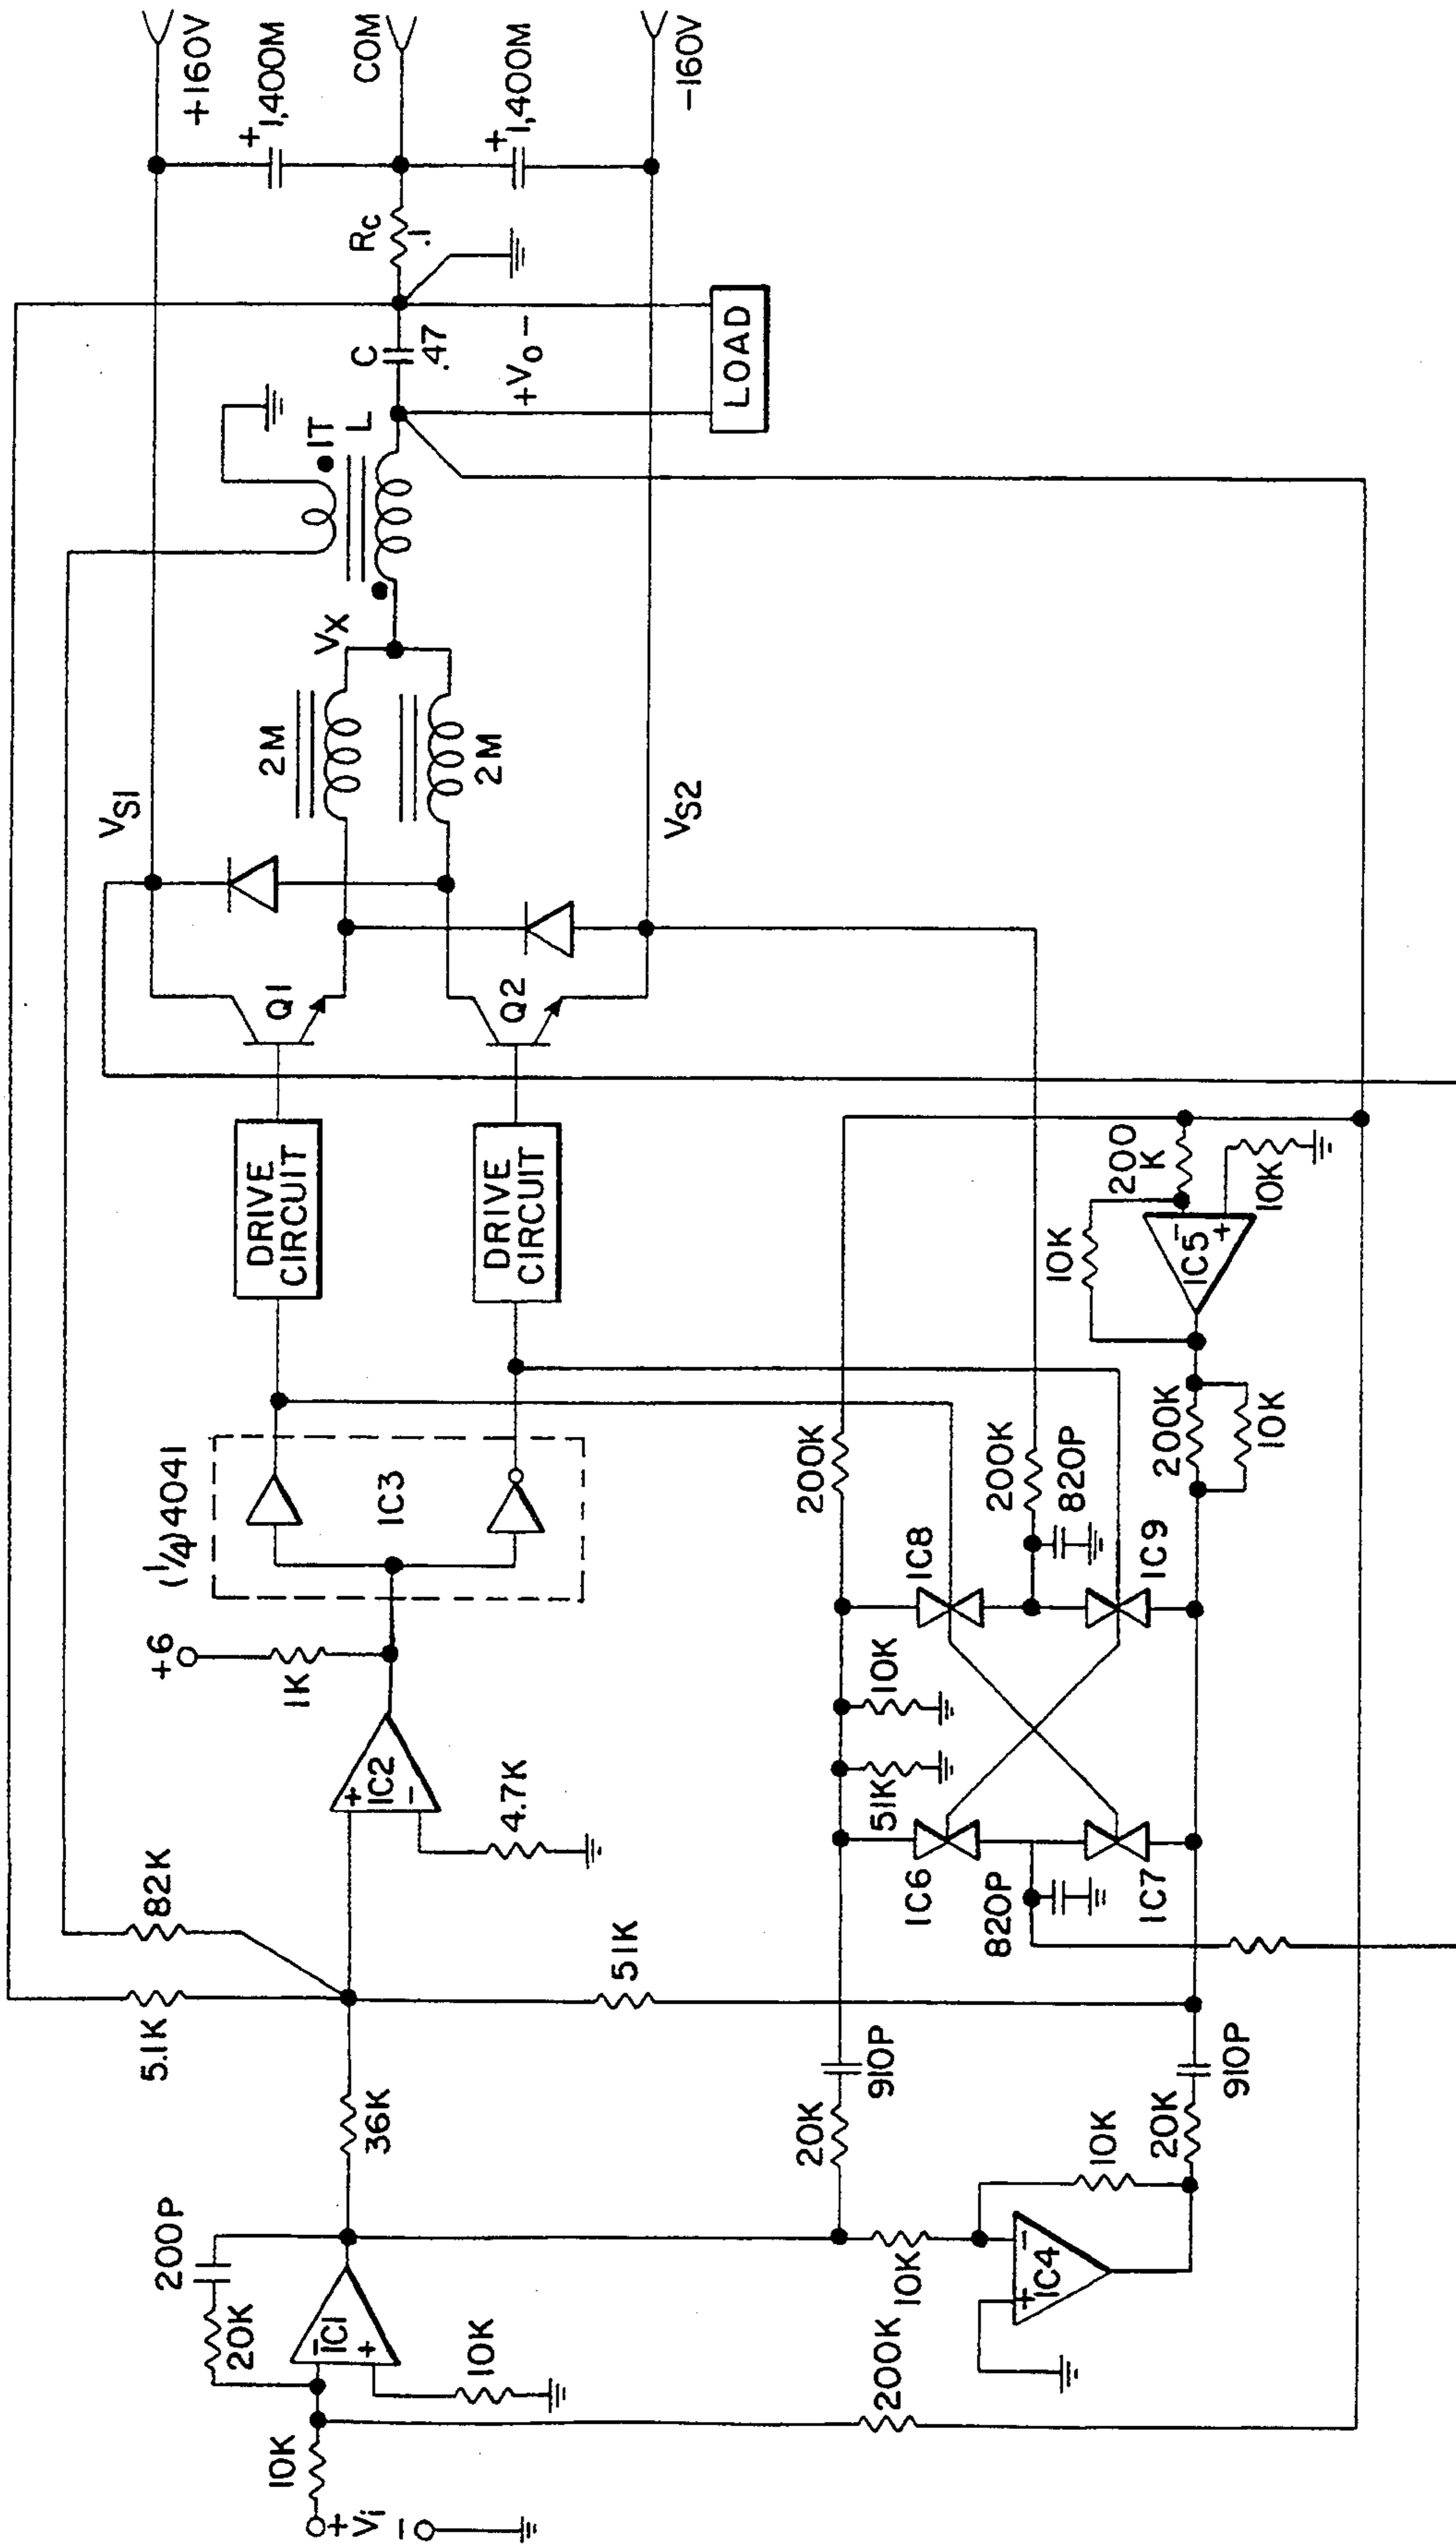 +160V
1,400M
+
COM
1,400M
+
-160V
Rc
.1
C
.47
+Vo-
LOAD
1T
L
Vx
2M
2M
Vs1
Vs2
Q1
Q2
DRIVE
CIRCUIT
DRIVE
CIRCUIT
(1/4)4041
IC3
+6
1K
IC2
+
-
4.7K
82K
5.1K
51K
36K
200P
20K
IC1
-
+
10K
10K
+
Vi
-
200K
10K
IC4
+
-
10K
20K
910P
20K
910P
IC6
820P
IC7
51K
10K
IC8
IC9
200K
200K
820P
200K
10K
10K
IC5
-
+
200
K
10K